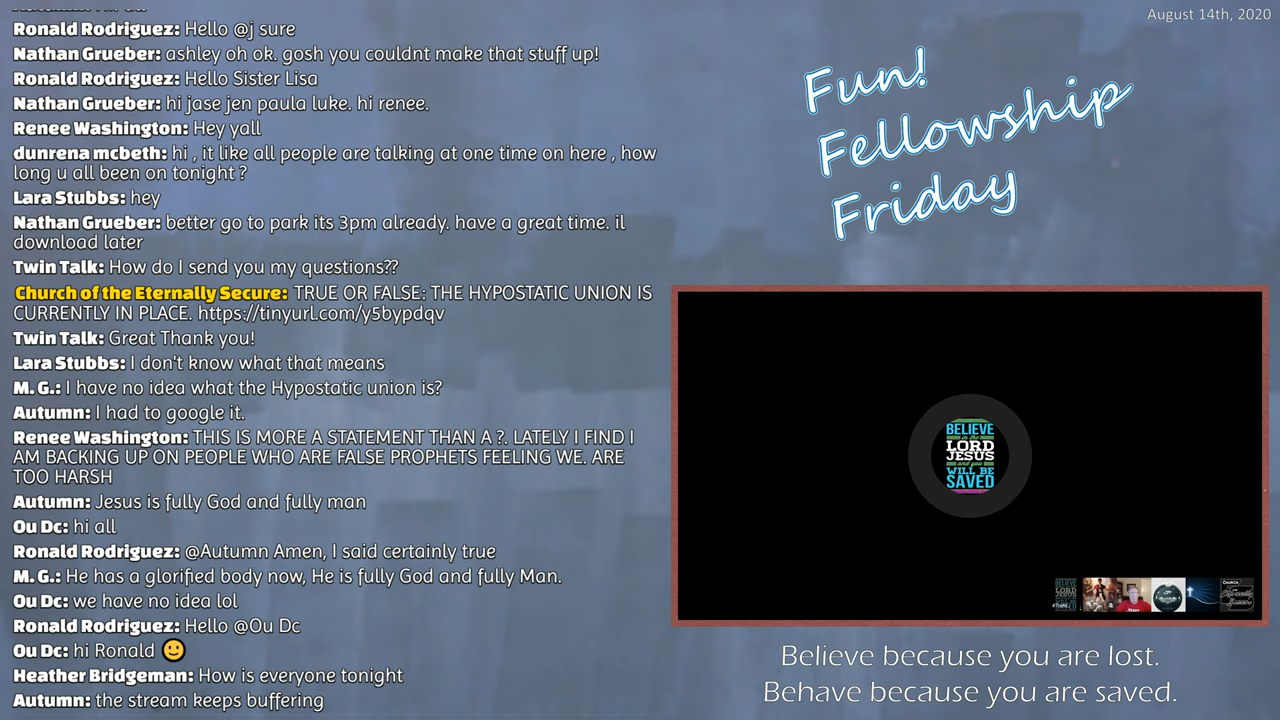 August 14th, 2020
Ronald Rodriguez: Hello @j sure
Nathan Grueber: ashley oh ok. gosh you couldnt make that stuff up!
Ronald Rodriguez: Hello Sister Lisa
Nathan Grueber: hi jase jen paula luke. hi renee.
Renee Washington: Hey yall
dunrena mcbeth: hi , it like all people are talking at one time on here , how
long u all been on tonight ?
Lara Stubbs: hey
Nathan Grueber: better go to park its 3pm already. have a great time. il
download later
Twin Talk: How do I send you my questions??
Church of the Eternally Secure: TRUE OR FALSE: THE HYPOSTATIC UNION IS
CURRENTLY IN PLACE. https://tinyurl.com/y5bypdqv
Twin Talk: Great Thank you!
Lara Stubbs: I don't know what that means
M. G.: I have no idea what the Hypostatic union is?
Autumn: I had to google it.
Renee Washington: THIS IS MORE A STATEMENT THAN A ?. LATELY I FIND I
AM BACKING UP ON PEOPLE WHO ARE FALSE PROPHETS FEELING WE. ARE
TOO HARSH
Autumn: Jesus is fully God and fully man
Ou Dc: hi all
Ronald Rodriguez: @Autumn Amen, I said certainly true
M. G.: He has a glorified body now, He is fully God and fully Man.
Ou Dc: we have no idea lol
Ronald Rodriguez: Hello @Ou Dc
Ou Dc: hi Ronald 🙂
Heather Bridgeman: How is everyone tonight
Autumn: the stream keeps buffering
Fun!
Fellowship
Friday
BELIEVE
in the
LORD
JESUS
and you
WILL BE
SAVED
Believe because you are lost.
Behave because you are saved.